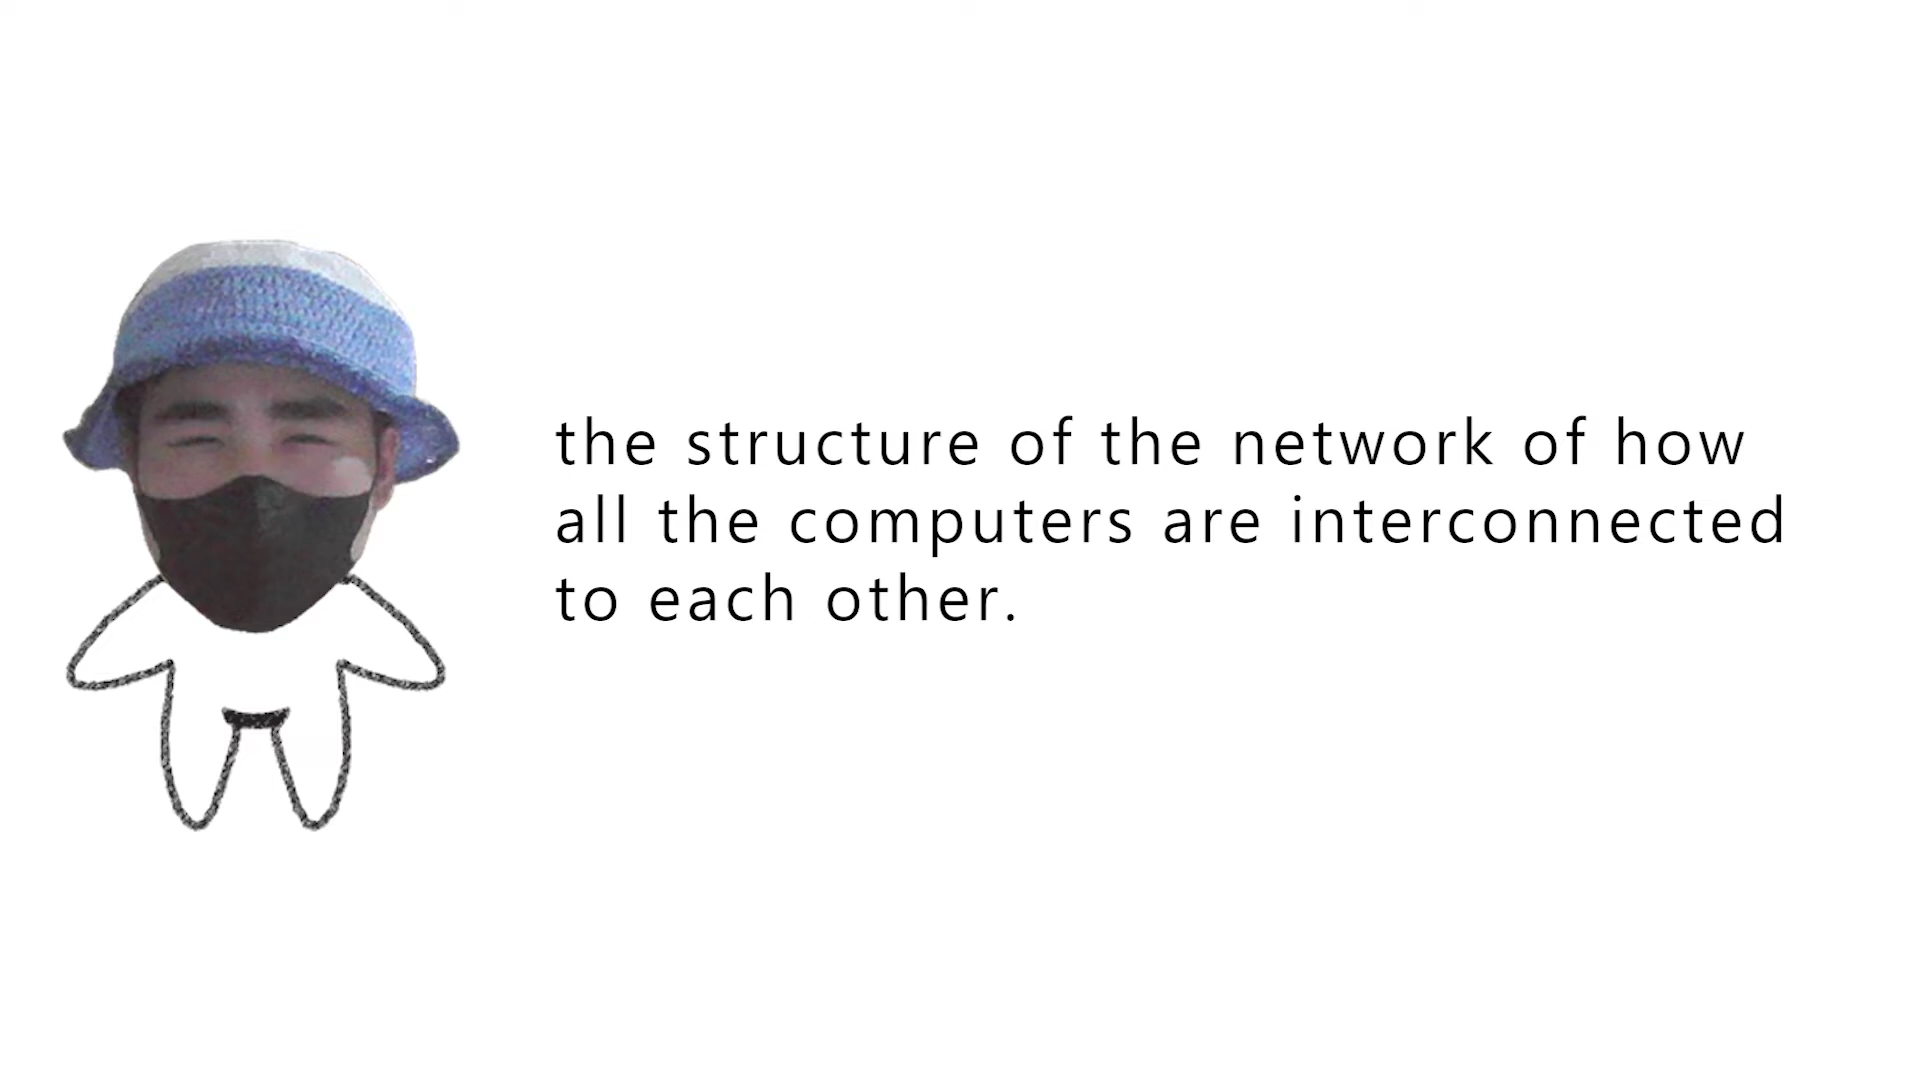 the structure of the network of how
all the computers are interconnected
to each other.